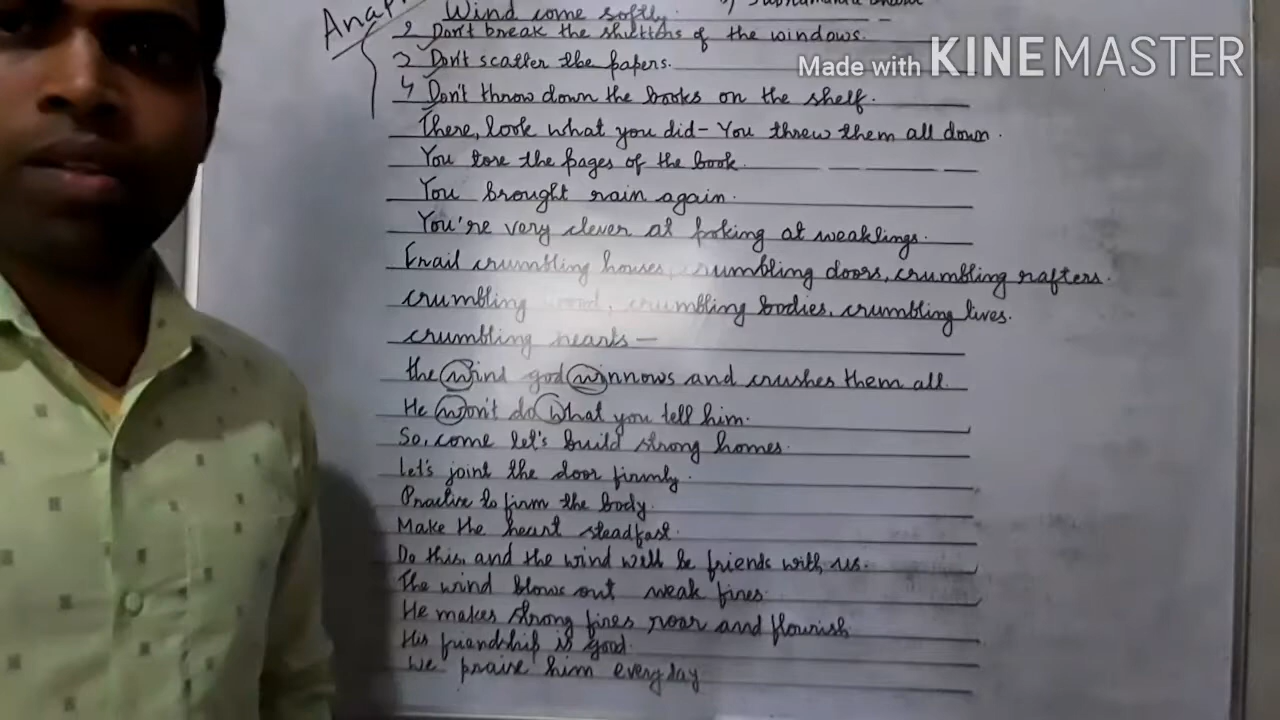 Wind come softly.
2 Don't break the shutters of the windows.
3 Don't scatter the papers.
4 Don't throw down the books on the shelf.
There, look what you did - You threw them all down.
You tore the pages of the book.
You brought rain again.
You're very clever at poking at weaklings.
Frail crumbling houses, crumbling doors, crumbling rafters.
crumbling wood, crumbling bodies, crumbling lives.
crumbling hearts —
the wind god winnows and crushes them all.
He won't do what you tell him.
So, come let's build strong homes.
Let's joint the door firmly.
Practise to firm the body.
Make the heart steadfast.
Do this, and the wind will be friends with us.
The wind blows out weak fires.
He makes strong fires roar and flourish
His friendship is good.
We praise him everyday
Made with KINEMASTER